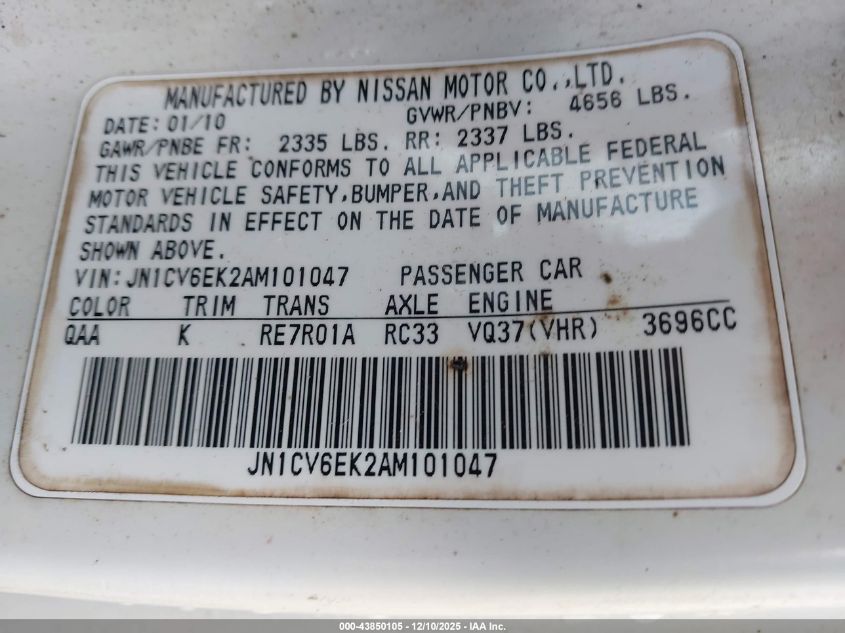 MANUFACTURED BY NISSAN MOTOR CO.,LTD.
DATE: 01/10 GVWR/PNBV: 4656 LBS.
GAWR/PNBE FR: 2335 LBS. RR: 2337 LBS.
THIS VEHICLE CONFORMS TO ALL APPLICABLE FEDERAL
MOTOR VEHICLE SAFETY,BUMPER,AND THEFT PREVENTION
STANDARDS IN EFFECT ON THE DATE OF MANUFACTURE
SHOWN ABOVE.
VIN:JN1CV6EK2AM101047 PASSENGER CAR
COLOR TRIM TRANS AXLE ENGINE
QAA K RE7R01A RC33 VQ37(VHR) 3696CC
JN1CV6EK2AM101047
000-43850105 - 12/10/2025 - IAA Inc.